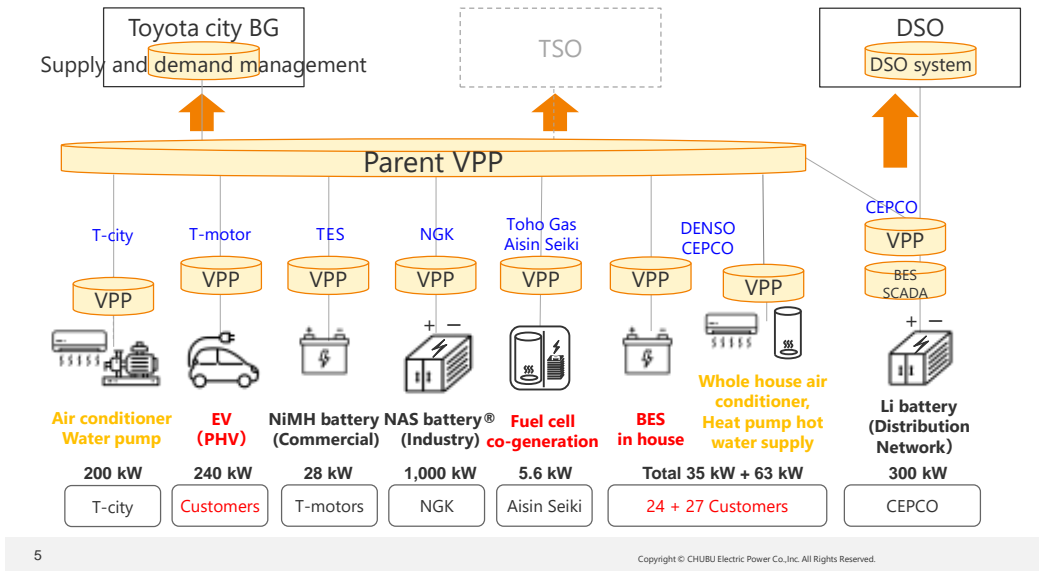 Toyota city BG
Supply and demand management
TSO
DSO
DSO system
Parent VPP
T-city
T-motor
TES
NGK
Toho Gas
Aisin Seiki
DENSO
CEPCO
CEPCO
VPP
VPP
VPP
VPP
VPP
VPP
VPP
VPP
BES
SCADA
+ −
+ −
Air conditioner
Water pump
EV
(PHV)
NiMH battery
(Commercial)
NAS battery®
(Industry)
Fuel cell
co-generation
BES
in house
Whole house air
conditioner,
Heat pump hot
water supply
Li battery
(Distribution
Network)
200 kW
240 kW
28 kW
1,000 kW
5.6 kW
Total 35 kW + 63 kW
300 kW
T-city
Customers
T-motors
NGK
Aisin Seiki
24 + 27 Customers
CEPCO
5
Copyright © CHUBU Electric Power Co.,Inc. All Rights Reserved.